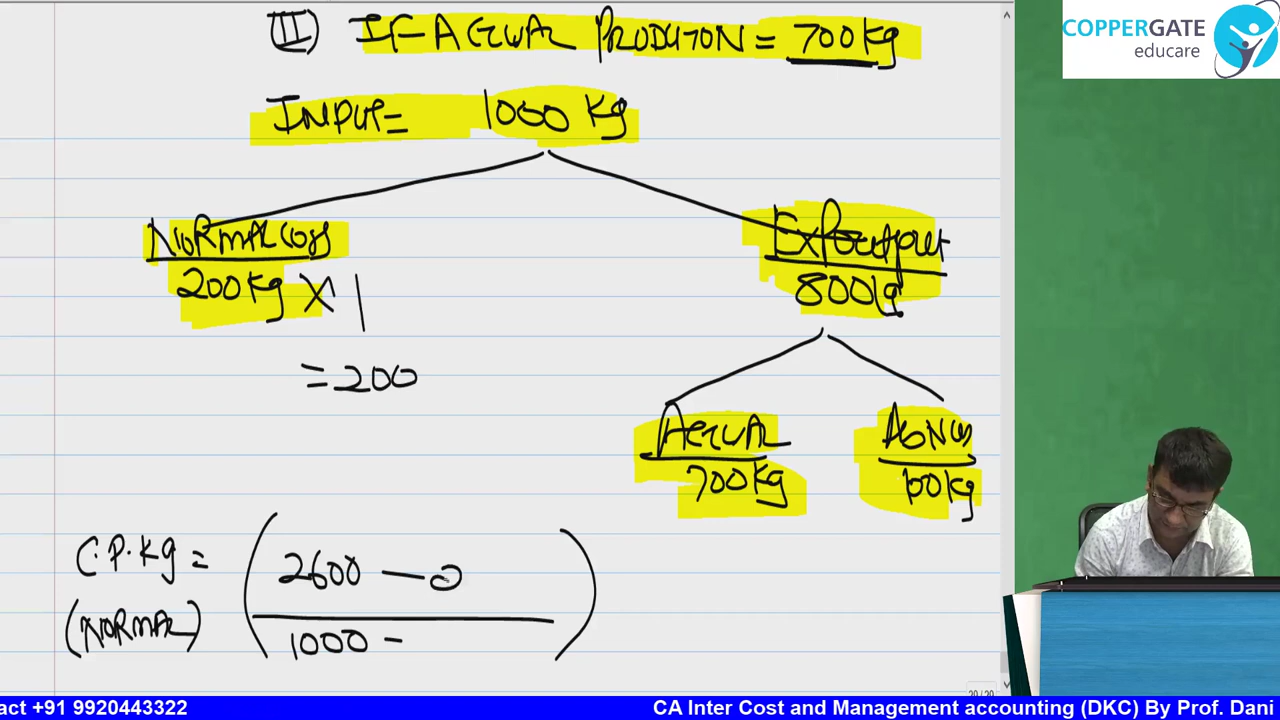 II) IF ACTUAL PRODUTON = 700 Kg
INPUT= 1000 Kg
NORMAL LOSS
200 Kg X 1
= 200
Exp output
800 kg
ACTUAL
700 Kg
100 kg
C.P.Kg = 2600 — 0
(NORMAL) 1000 -
COPPERGATE
educare
act +91 9920443322
CA Inter Cost and Management accounting (DKC) By Prof. Dani